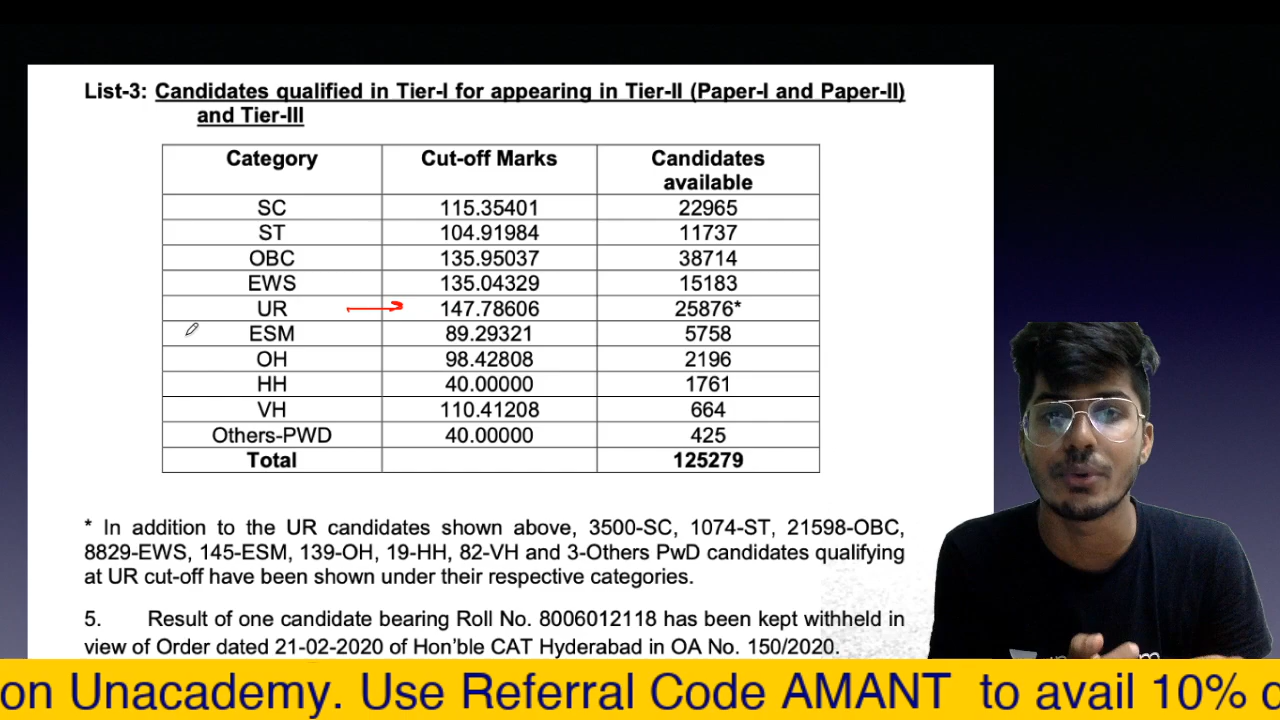 List-3: Candidates qualified in Tier-I for appearing in Tier-II (Paper-I and Paper-II)
and Tier-III
Category Cut-off Marks Candidates available
SC 115.35401 22965
ST 104.91984 11737
OBC 135.95037 38714
EWS 135.04329 15183
UR 147.78606 25876*
ESM 89.29321 5758
OH 98.42808 2196
HH 40.00000 1761
VH 110.41208 664
Others-PWD 40.00000 425
Total 125279
* In addition to the UR candidates shown above, 3500-SC, 1074-ST, 21598-OBC,
8829-EWS, 145-ESM, 139-OH, 19-HH, 82-VH and 3-Others PwD candidates qualifying
at UR cut-off have been shown under their respective categories.
5. Result of one candidate bearing Roll No. 8006012118 has been kept withheld in
view of Order dated 21-02-2020 of Hon'ble CAT Hyderabad in OA No. 150/2020.
on Unacademy. Use Referral Code AMANT to avail 10%